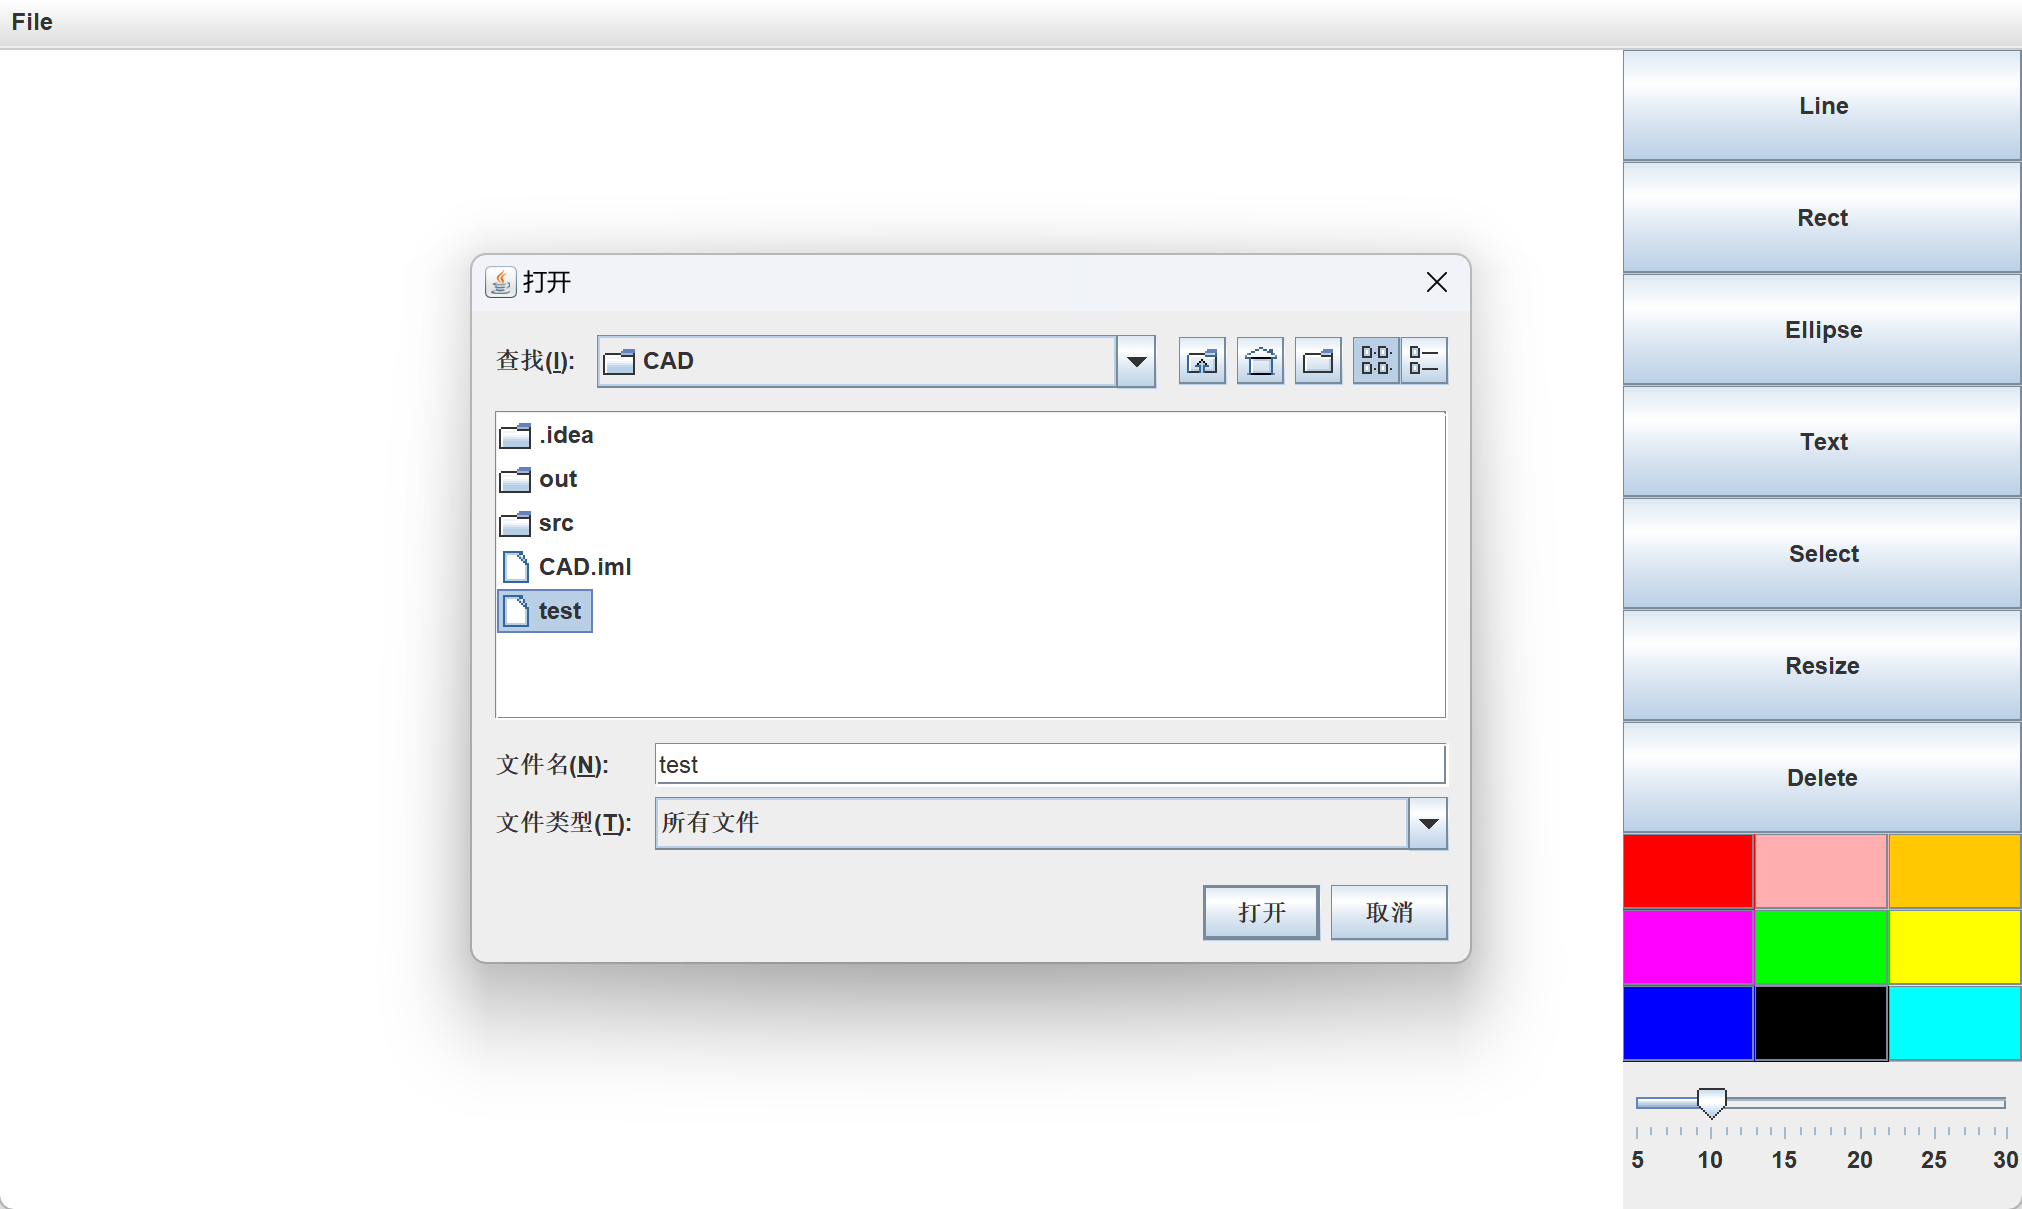 File
Line
Rect
Ellipse
Text
Select
Resize
Delete
5 10 15 20 25 30
打开
查找(I): CAD
.idea
out
src
CAD.iml
test
文件名(N): test
文件类型(T): 所有文件
打开 取消